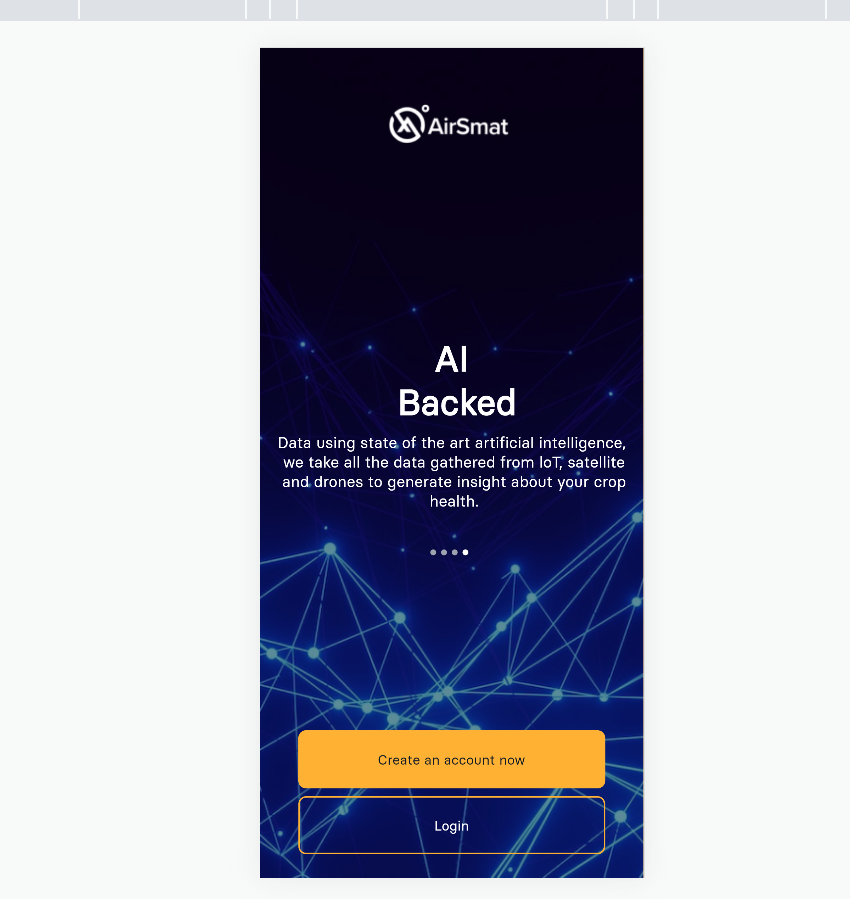 AirSmat
AI
Backed
Data using state of the art artificial intelligence,
we take all the data gathered from IoT, satellite
and drones to generate insight about your crop
health.
Create an account now
Login